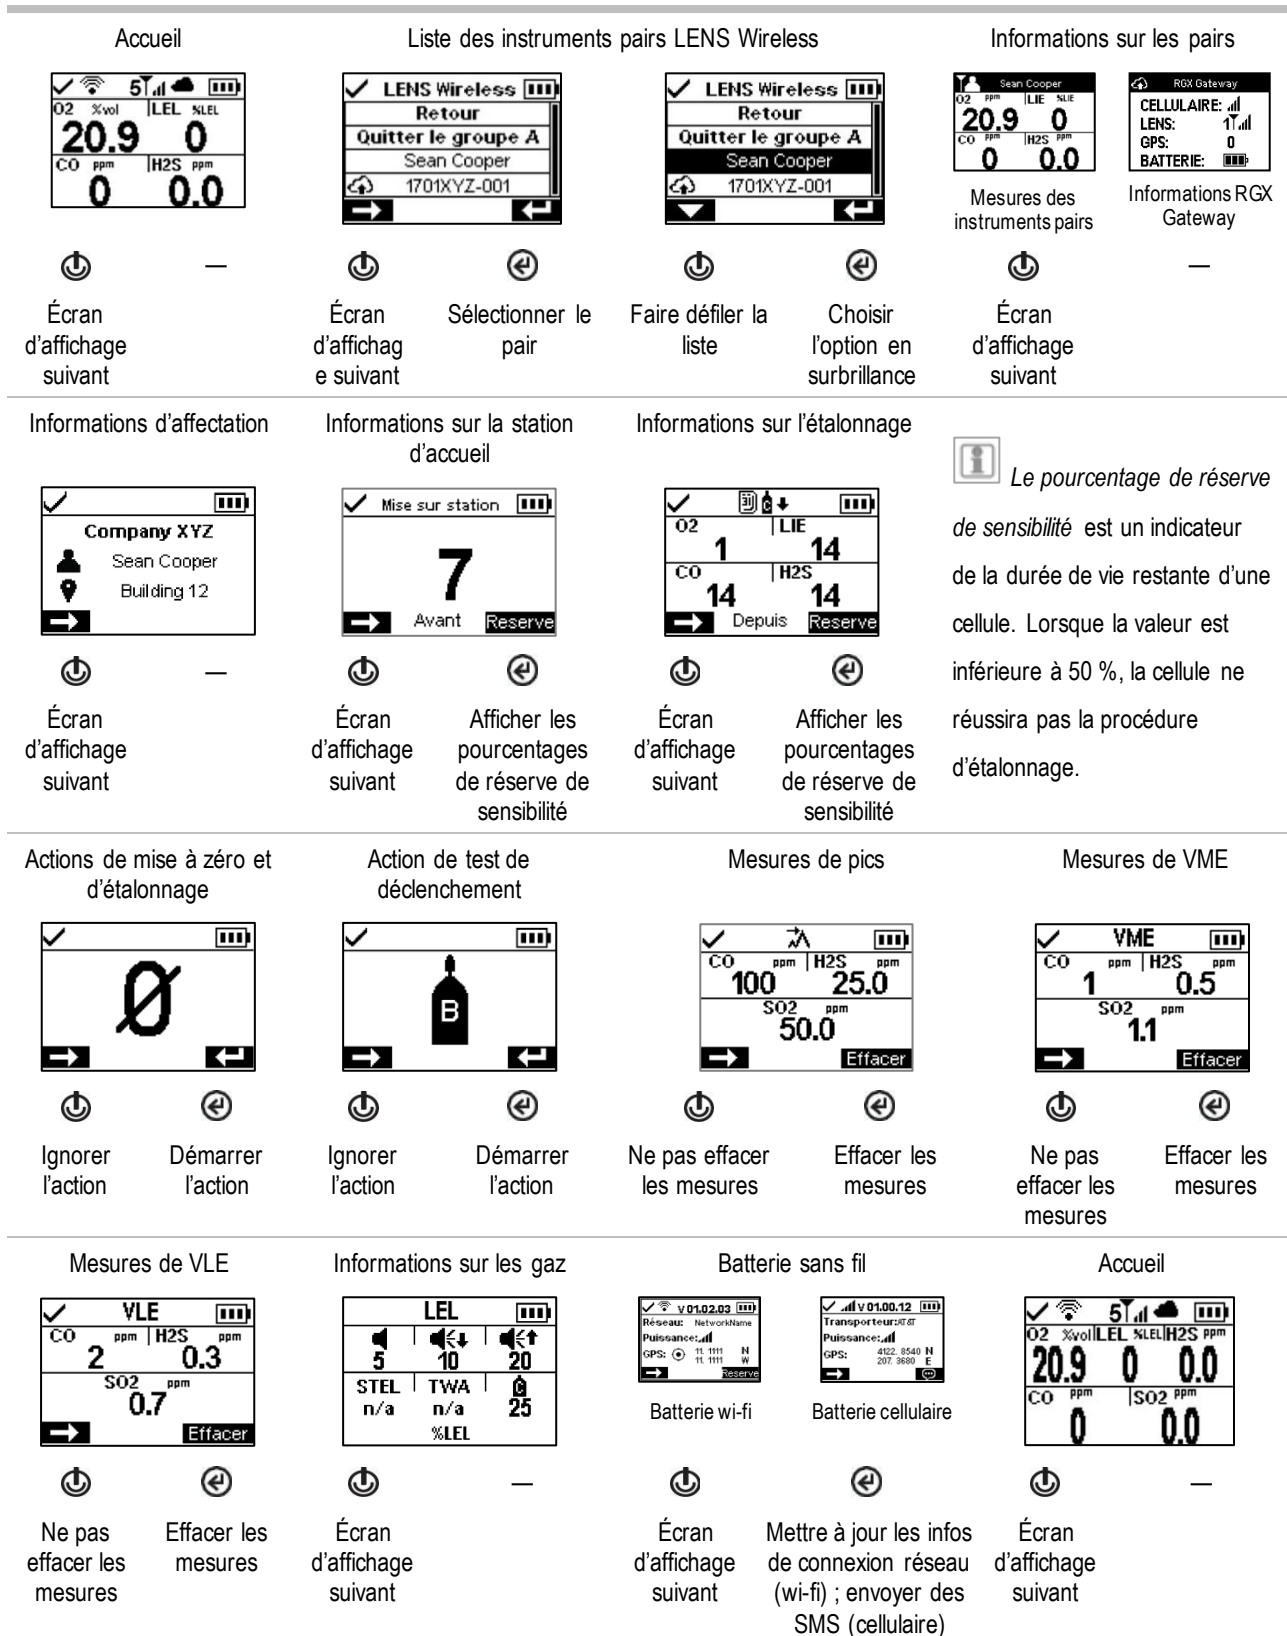 Accueil
Liste des instruments pairs LENS Wireless
Informations sur les pairs
5
O2 %vol LEL %LEL
20.9 0
CO ppm H2S ppm
0 0.0
LENS Wireless
Retour
Quitter le groupe A
Sean Cooper
1701XYZ-001
LENS Wireless
Retour
Quitter le groupe A
Sean Cooper
1701XYZ-001
Sean Cooper
O2 ppm LIE %LIE
20.9 0
CO ppm H2S ppm
0 0.0
Mesures des
instruments pairs
RGX Gateway
CELLULAIRE:
LENS: 1
GPS: 0
BATTERIE:
Informations RGX
Gateway
—
—
Écran
d'affichage
suivant
Écran
d'affichag
e suivant
Sélectionner le
pair
Faire défiler la
liste
Choisir
l'option en
surbrillance
Écran
d'affichage
suivant
Informations d'affectation
Informations sur la station
d'accueil
Informations sur l'étalonnage
Company XYZ
Sean Cooper
Building 12
Mise sur station
7
Avant Reserve
O2 LIE
1 14
CO H2S
14 14
Depuis Reserve
Le pourcentage de réserve
de sensibilité est un indicateur
de la durée de vie restante d'une
cellule. Lorsque la valeur est
inférieure à 50 %, la cellule ne
réussira pas la procédure
d'étalonnage.
—
Écran
d'affichage
suivant
Écran
d'affichage
suivant
Afficher les
pourcentages
de réserve de
sensibilité
Écran
d'affichage
suivant
Afficher les
pourcentages
de réserve de
sensibilité
Actions de mise à zéro et
d'étalonnage
Action de test de
déclenchement
Mesures de pics
Mesures de VME
0
B
CO ppm H2S ppm
100 25.0
SO2 ppm
50.0
Effacer
VME
CO ppm H2S ppm
1 0.5
SO2 ppm
1.1
Effacer
Ignorer
l'action
Démarrer
l'action
Ignorer
l'action
Démarrer
l'action
Ne pas effacer
les mesures
Effacer les
mesures
Ne pas
effacer les
mesures
Effacer les
mesures
Mesures de VLE
Informations sur les gaz
Batterie sans fil
Accueil
VLE
CO ppm H2S ppm
2 0.3
SO2 ppm
0.7
Effacer
LEL
5 10 20
STEL TWA C
n/a n/a 25
%LEL
V 01.02.03
Réseau: NetworkName
Puissance:
GPS: 11. 1111 N
11. 1111 W
Reserve
Batterie wi-fi
V 01.00.12
Transporteur:AT&T
Puissance:
GPS: 4122. 8540 N
207. 3680 E
Batterie cellulaire
5
O2 %vol LEL %LEL H2S ppm
20.9 0 0.0
CO ppm SO2 ppm
0 0.0
—
—
Ne pas
effacer les
mesures
Effacer les
mesures
Écran
d'affichage
suivant
Écran
d'affichage
suivant
Mettre à jour les infos
de connexion réseau
(wi-fi) ; envoyer des
SMS (cellulaire)
Écran
d'affichage
suivant